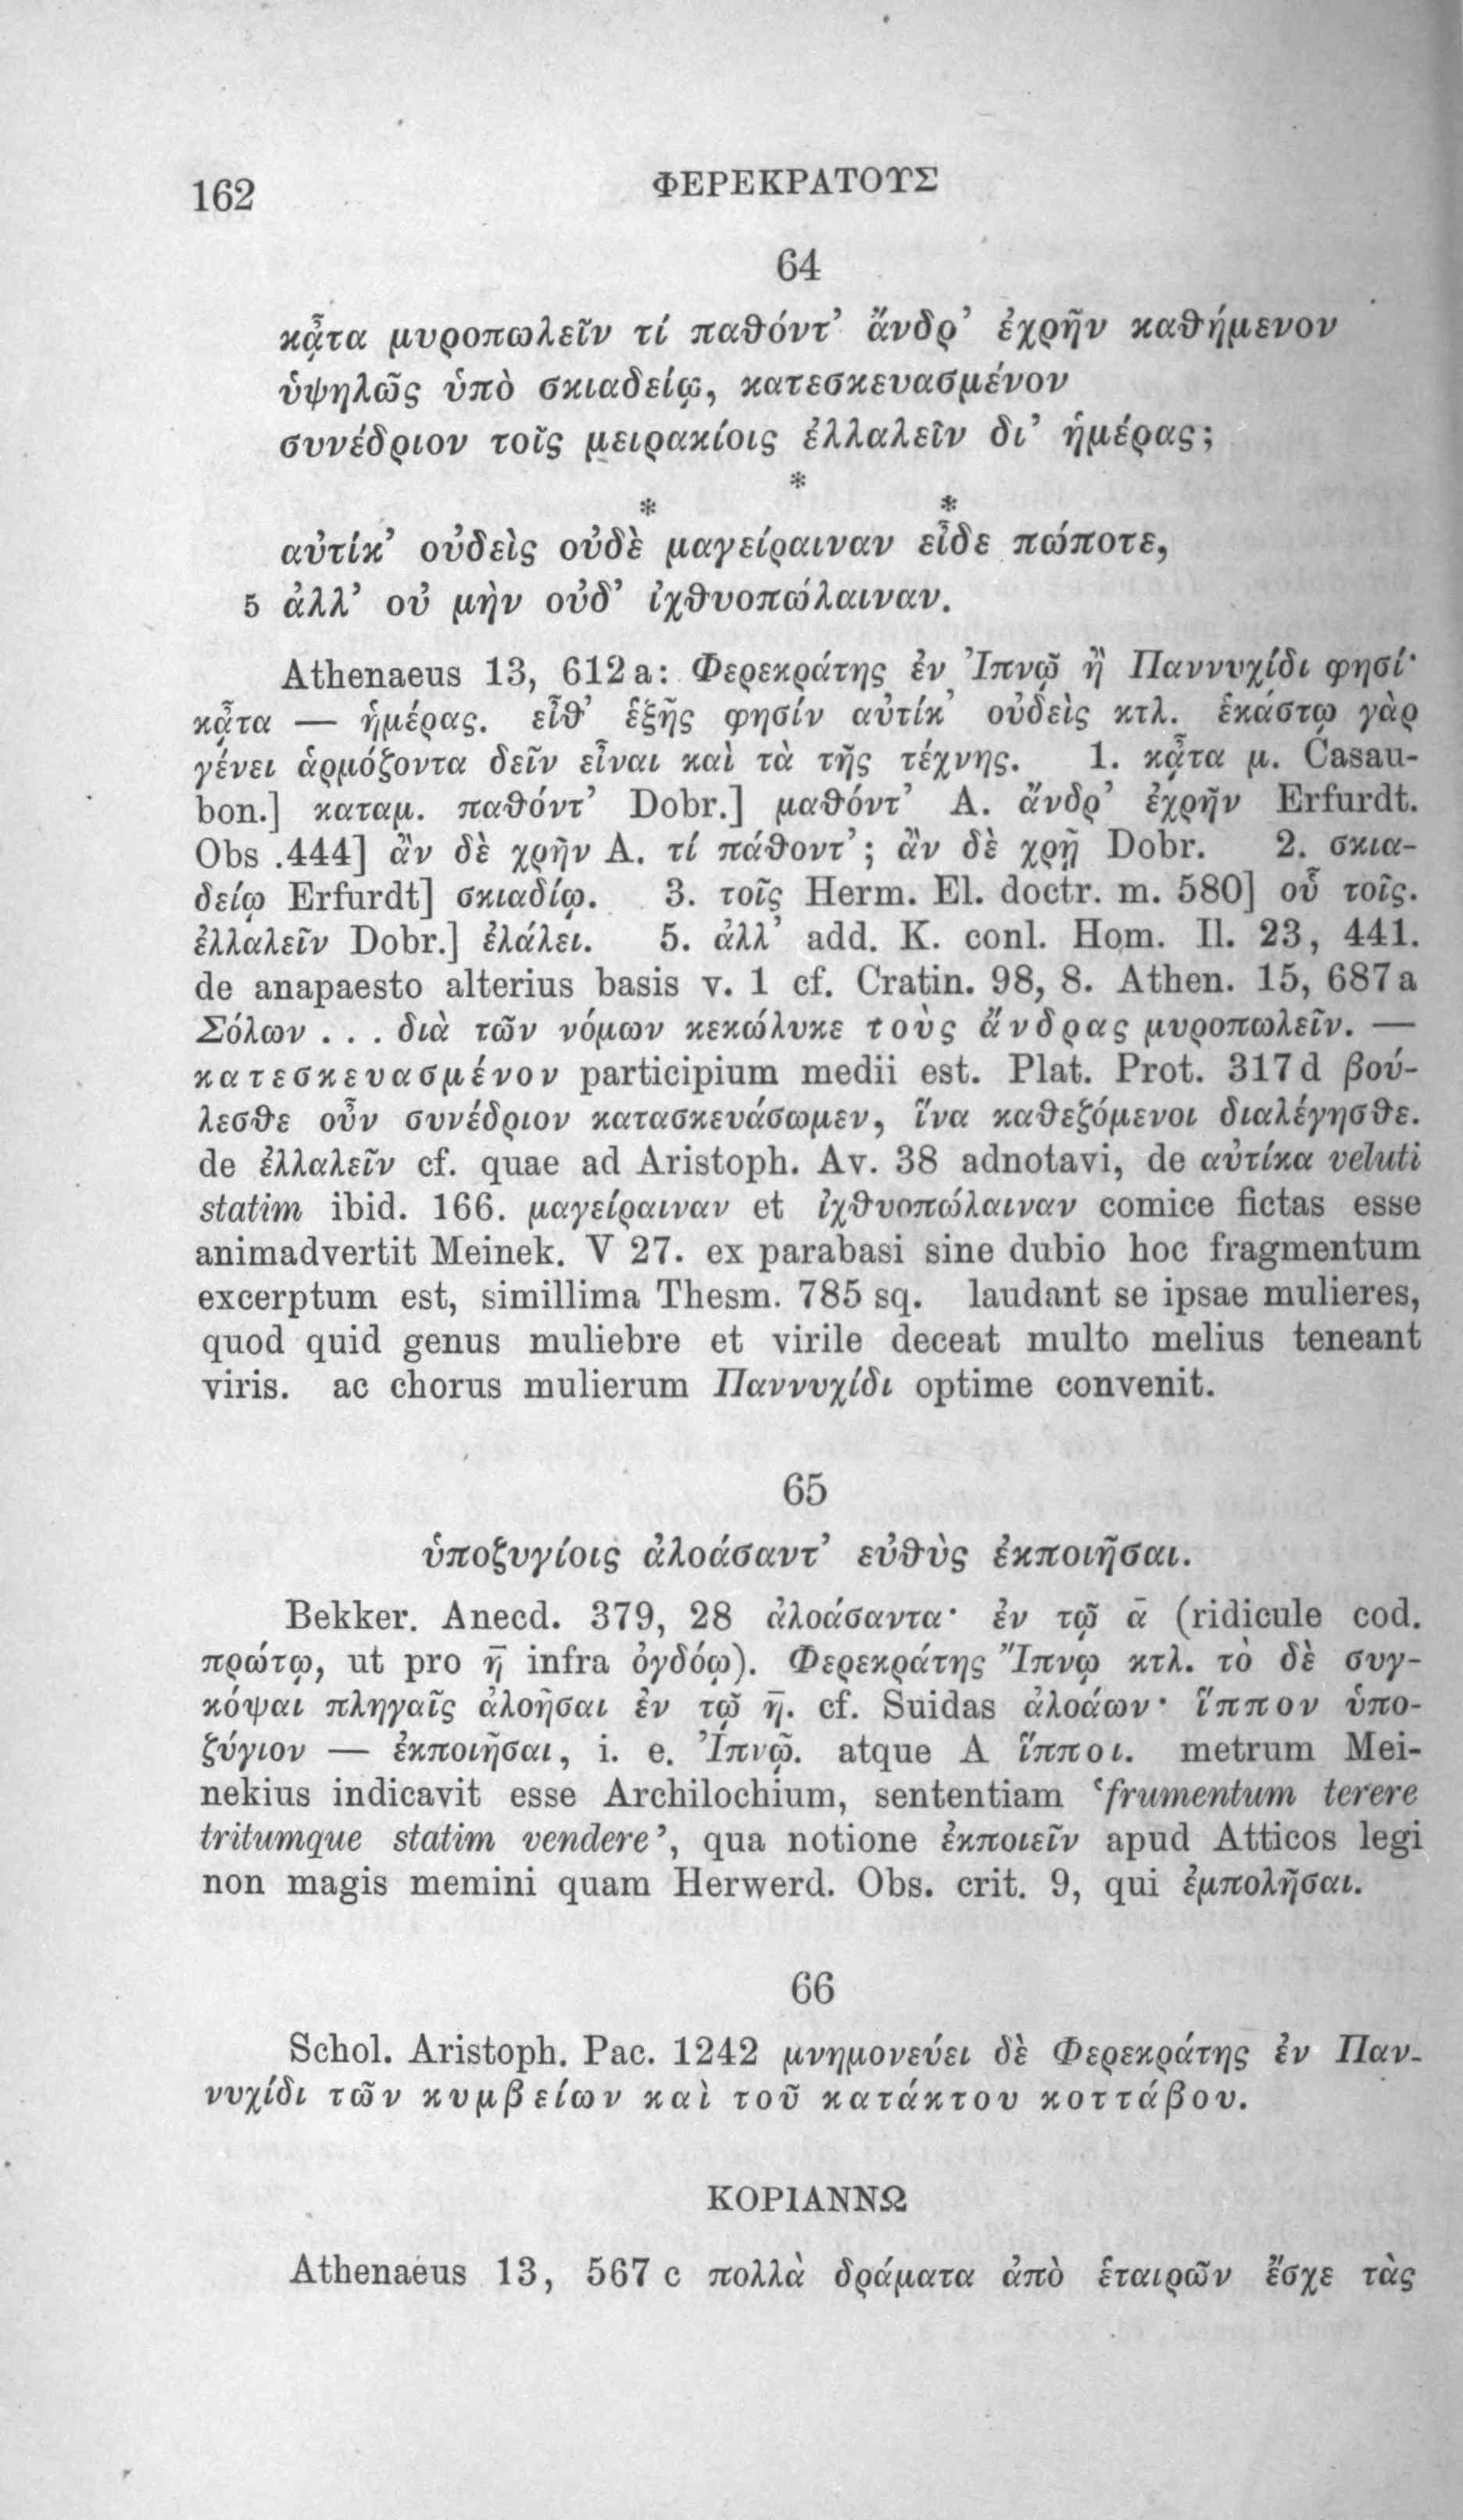 162
ΦΕΡΕΚΡΑΤΟΥΣ
64
κᾆτα μυροπωλεῖν τί παθόντ' ἄνδρ' ἐχρῆν καθήμενον
ὑψηλῶς ὑπὸ σκιαδείῳ, κατεσκευασμένον
συνέδριον τοῖς μειρακίοις ἐλλαλεῖν δι' ἡμέρας;
* * *
αὐτίκ' οὐδεὶς οὐδὲ μαγείραιναν εἶδε πώποτε,
5 ἀλλ' οὐ μὴν οὐδ' ἰχθυοπώλαιναν.
Athenaeus 13, 612 a: Φερεκράτης ἐν Ἰπνῷ ἢ Παννυχίδι φησί·
κᾆτα — ἡμέρας. εἶθ' ἑξῆς φησίν αὐτίκ' οὐδεὶς κτλ. ἑκάστῳ γὰρ
γένει ἁρμόζοντα δεῖν εἶναι καὶ τὰ τῆς τέχνης. 1. κᾆτα μ. Casau-
bon.] καταμ. παθόντ' Dobr.] μαθόντ' A. ἄνδρ' ἐχρῆν Erfurdt.
Obs .444] ἂν δὲ χρῆν A. τί πάθοντ'; ἂν δὲ χρῇ Dobr. 2. σκια-
δείῳ Erfurdt] σκιαδίῳ. 3. τοῖς Herm. El. doctr. m. 580] οὗ τοῖς.
ἐλλαλεῖν Dobr.] ἐλάλει. 5. ἀλλ' add. K. conl. Hom. Il. 23, 441.
de anapaesto alterius basis v. 1 cf. Cratin. 98, 8. Athen. 15, 687 a
Σόλων . . . διὰ τῶν νόμων κεκώλυκε τοὺς ἄνδρας μυροπωλεῖν. —
κατεσκευασμένον participium medii est. Plat. Prot. 317 d βού-
λεσθε οὖν συνέδριον κατασκευάσωμεν, ἵνα καθεζόμενοι διαλέγησθε.
de ἐλλαλεῖν cf. quae ad Aristoph. Av. 38 adnotavi, de αὐτίκα veluti
statim ibid. 166. μαγείραιναν et ἰχθυοπώλαιναν comice fictas esse
animadvertit Meinek. V 27. ex parabasi sine dubio hoc fragmentum
excerptum est, simillima Thesm. 785 sq. laudant se ipsae mulieres,
quod quid genus muliebre et virile deceat multo melius teneant
viris. ac chorus mulierum Παννυχίδι optime convenit.
65
ὑποζυγίοις ἀλοάσαντ' εὐθὺς ἐκποιῆσαι.
Bekker. Anecd. 379, 28 ἀλοάσαντα· ἐν τῷ ᾱ (ridicule cod.
πρώτῳ, ut pro η̄ infra ὀγδόῳ). Φερεκράτης Ἴπνῳ κτλ. τὸ δὲ συγ-
κόψαι πληγαῖς ἀλοῆσαι ἐν τῷ η̄. cf. Suidas ἀλοάων· ἵππον ὑπο-
ζύγιον — ἐκποιῆσαι, i. e. Ἰπνῷ. atque A ἵπποι. metrum Mei-
nekius indicavit esse Archilochium, sententiam 'frumentum terere
tritumque statim vendere', qua notione ἐκποιεῖν apud Atticos legi
non magis memini quam Herwerd. Obs. crit. 9, qui ἐμπολῆσαι.
66
Schol. Aristoph. Pac. 1242 μνημονεύει δὲ Φερεκράτης ἐν Παν-
νυχίδι τῶν κυμβείων καὶ τοῦ κατάκτου κοττάβου.
ΚΟΡΙΑΝΝΩ
Athenaeus 13, 567 c πολλὰ δράματα ἀπὸ ἑταιρῶν ἔσχε τὰς